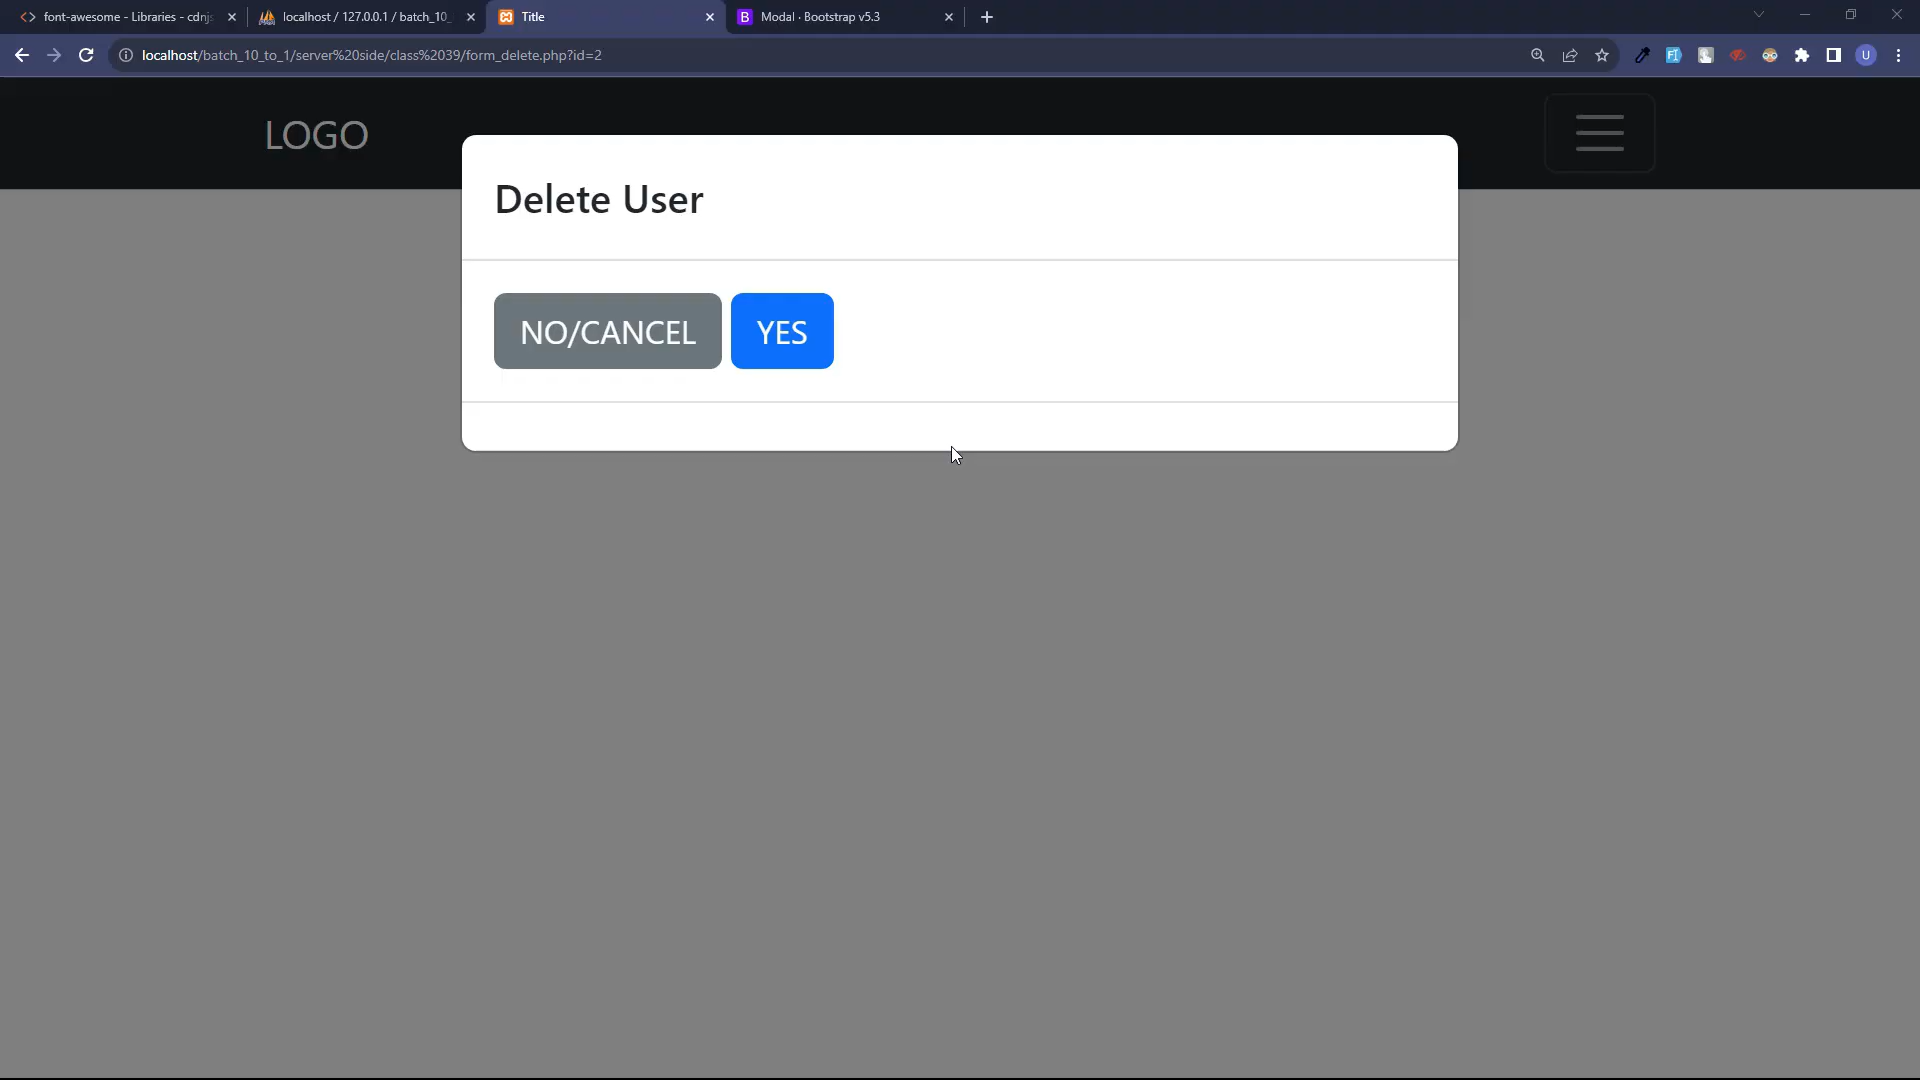 font-awesome - Libraries - cdnjs
localhost / 127.0.0.1 / batch_10_
Title
B Modal · Bootstrap v5.3
localhost/batch_10_to_1/server%20side/class%2039/form_delete.php?id=2
U
LOGO
Delete User
NO/CANCEL YES